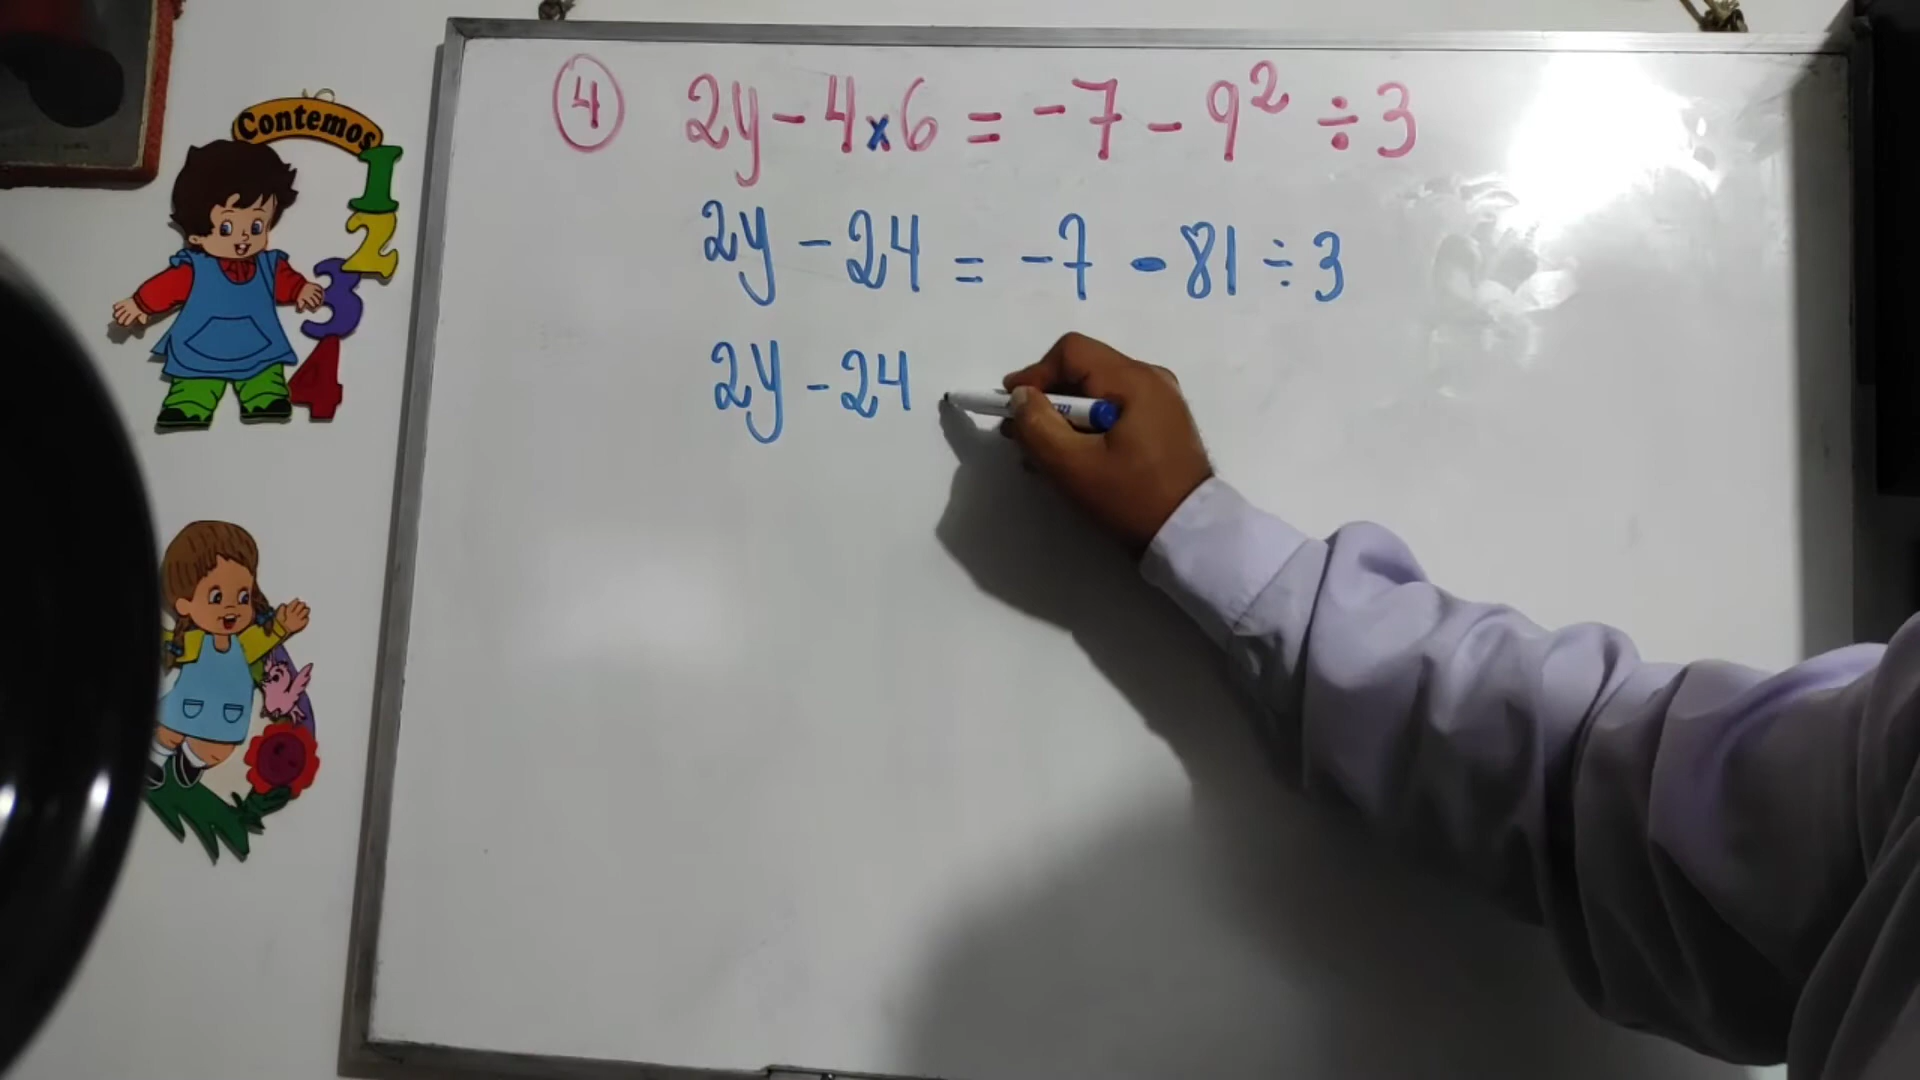 Contemos
1
2
3
4
④ 2y - 4 x 6 = -7 - 9² ÷ 3
2y - 24 = -7 - 81 ÷ 3
2y - 24